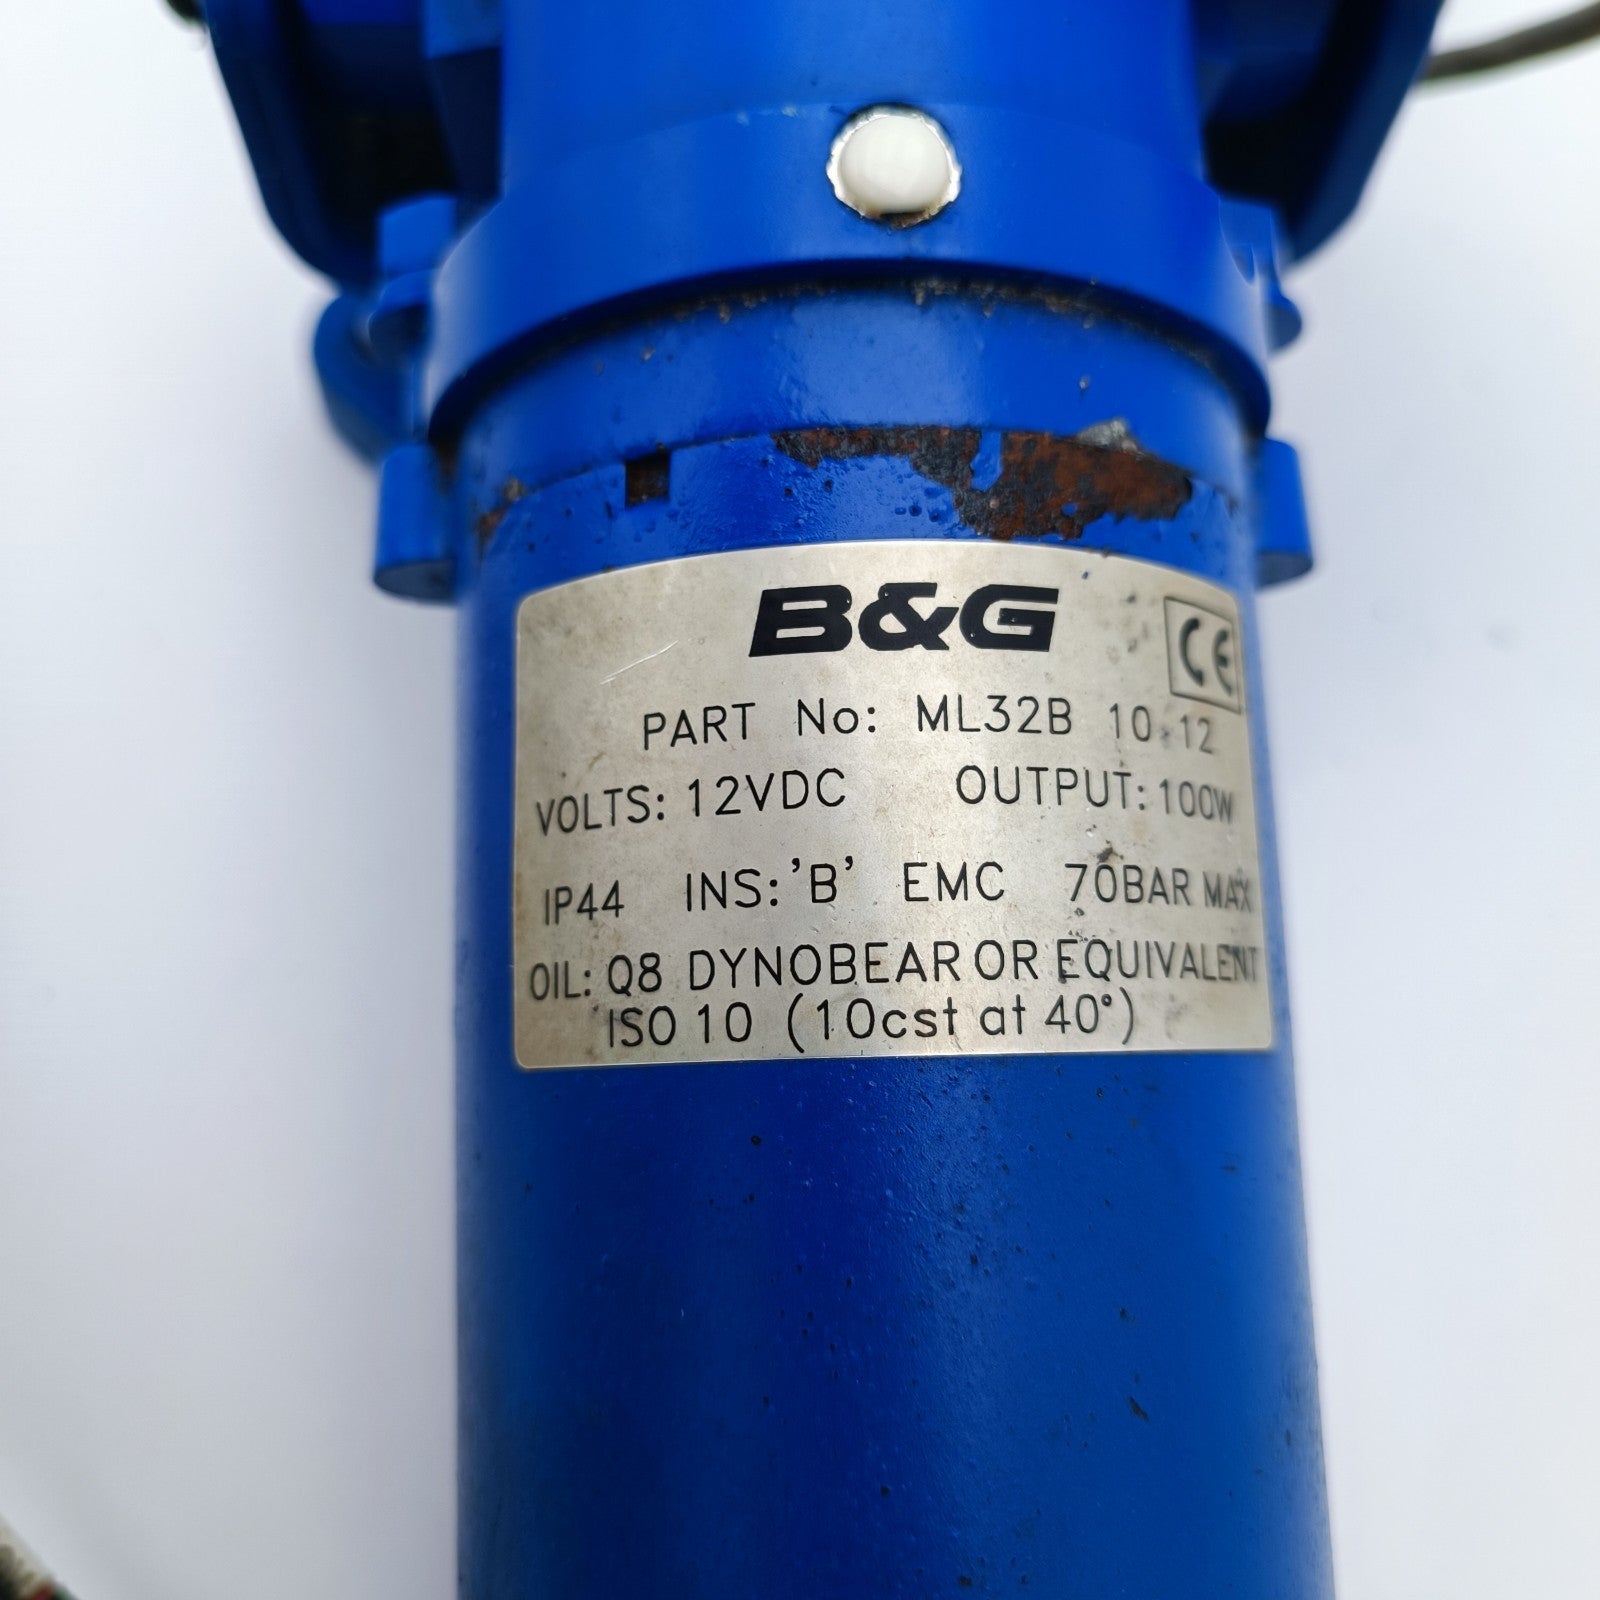 B&G
CE
PART No: ML32B 10 12
VOLTS: 12VDC OUTPUT: 100W
IP44 INS: 'B' EMC 70BAR MAX
OIL: Q8 DYNOBEAR OR EQUIVALENT
ISO 10 (10cst at 40°)